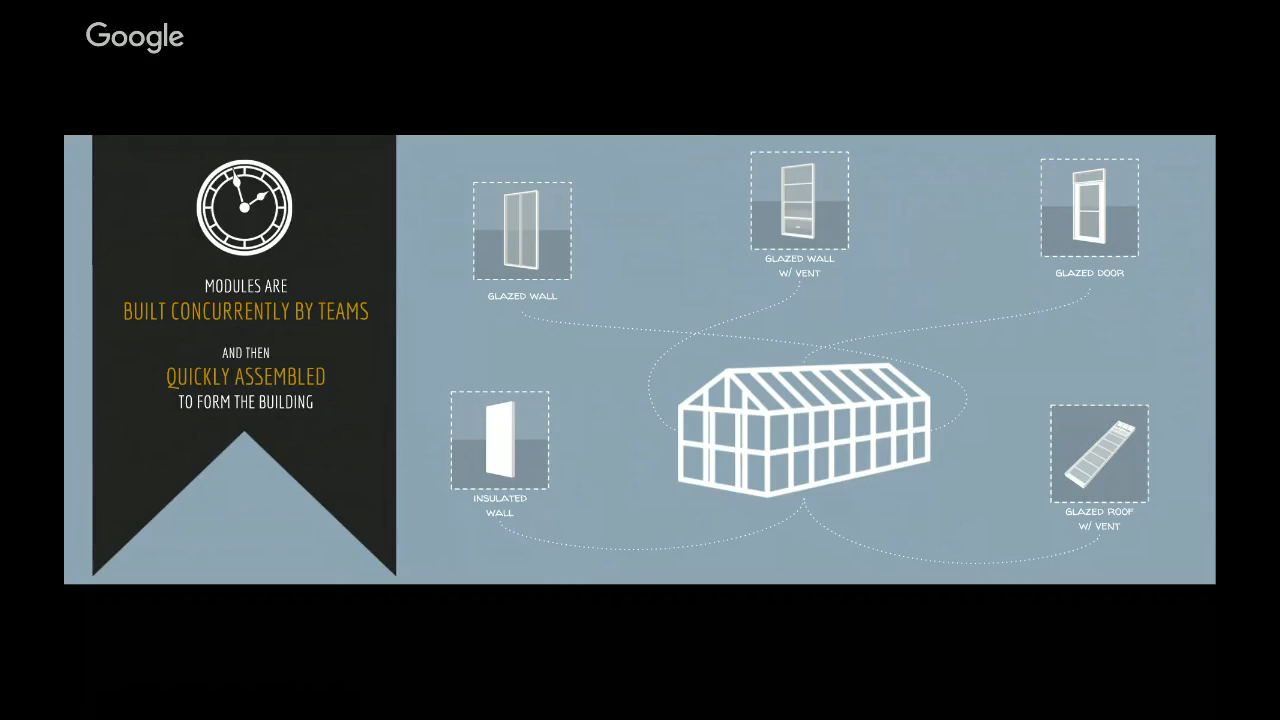 Google
MODULES ARE
BUILT CONCURRENTLY BY TEAMS
AND THEN
QUICKLY ASSEMBLED
TO FORM THE BUILDING
GLAZED WALL
GLAZED WALL
W/ VENT
GLAZED DOOR
INSULATED
WALL
GLAZED ROOF
W/ VENT